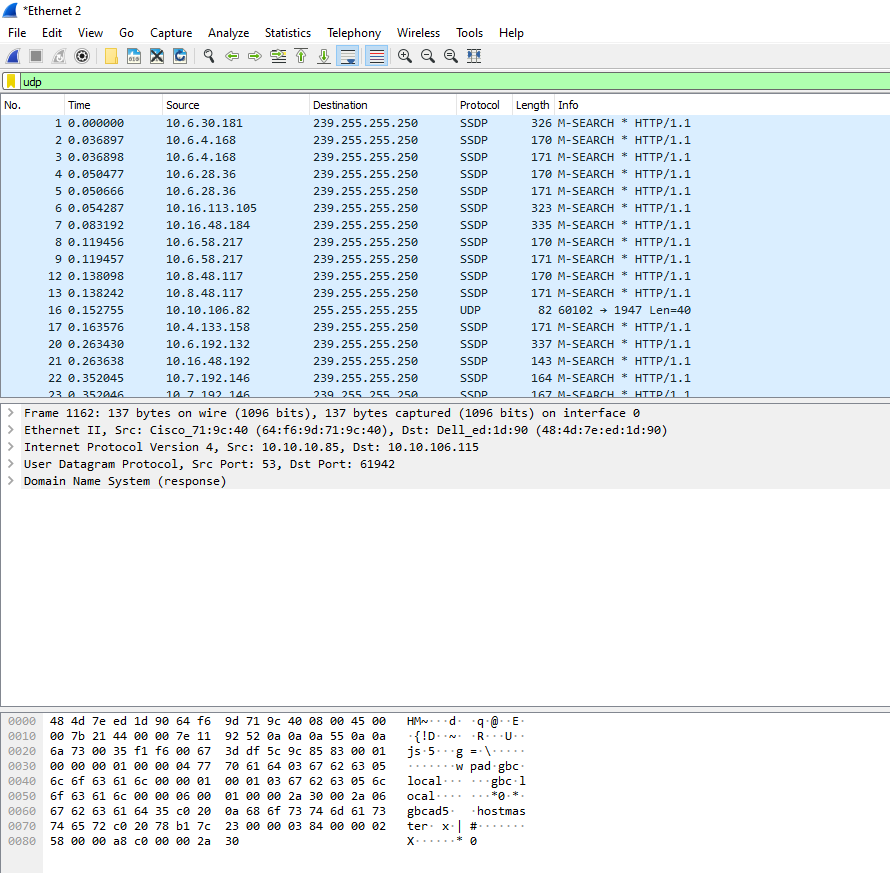 *Ethernet 2
File Edit View Go Capture Analyze Statistics Telephony Wireless Tools Help
udp
No. Time Source Destination Protocol Length Info
1 0.000000 10.6.30.181 239.255.255.250 SSDP 326 M-SEARCH * HTTP/1.1
2 0.036897 10.6.4.168 239.255.255.250 SSDP 170 M-SEARCH * HTTP/1.1
3 0.036898 10.6.4.168 239.255.255.250 SSDP 171 M-SEARCH * HTTP/1.1
4 0.050477 10.6.28.36 239.255.255.250 SSDP 170 M-SEARCH * HTTP/1.1
5 0.050666 10.6.28.36 239.255.255.250 SSDP 171 M-SEARCH * HTTP/1.1
6 0.054287 10.16.113.105 239.255.255.250 SSDP 323 M-SEARCH * HTTP/1.1
7 0.083192 10.16.48.184 239.255.255.250 SSDP 335 M-SEARCH * HTTP/1.1
8 0.119456 10.6.58.217 239.255.255.250 SSDP 170 M-SEARCH * HTTP/1.1
9 0.119457 10.6.58.217 239.255.255.250 SSDP 171 M-SEARCH * HTTP/1.1
12 0.138098 10.8.48.117 239.255.255.250 SSDP 170 M-SEARCH * HTTP/1.1
13 0.138242 10.8.48.117 239.255.255.250 SSDP 171 M-SEARCH * HTTP/1.1
16 0.152755 10.10.106.82 255.255.255.255 UDP 82 60102 → 1947 Len=40
17 0.163576 10.4.133.158 239.255.255.250 SSDP 171 M-SEARCH * HTTP/1.1
20 0.263430 10.6.192.132 239.255.255.250 SSDP 337 M-SEARCH * HTTP/1.1
21 0.263638 10.16.48.192 239.255.255.250 SSDP 143 M-SEARCH * HTTP/1.1
22 0.352045 10.7.192.146 239.255.255.250 SSDP 164 M-SEARCH * HTTP/1.1
23 0.352046 10.7.192.146 239.255.255.250 SSDP 167 M-SEARCH * HTTP/1.1
Frame 1162: 137 bytes on wire (1096 bits), 137 bytes captured (1096 bits) on interface 0
Ethernet II, Src: Cisco_71:9c:40 (64:f6:9d:71:9c:40), Dst: Dell_ed:1d:90 (48:4d:7e:ed:1d:90)
Internet Protocol Version 4, Src: 10.10.10.85, Dst: 10.10.106.115
User Datagram Protocol, Src Port: 53, Dst Port: 61942
Domain Name System (response)
0000 48 4d 7e ed 1d 90 64 f6 9d 71 9c 40 08 00 45 00 HM~···d· ·q·@··E·
0010 00 7b 21 44 00 00 7e 11 92 52 0a 0a 0a 55 0a 0a ·{!D··~· ·R···U··
0020 6a 73 00 35 f1 f6 00 67 3d df 5c 9c 85 83 00 01 js·5···g =·\·····
0030 00 00 00 01 00 00 04 77 70 61 64 03 67 62 63 05 ·······w pad·gbc·
0040 6c 6f 63 61 6c 00 00 01 00 01 03 67 62 63 05 6c local··· ···gbc·l
0050 6f 63 61 6c 00 00 06 00 01 00 00 2a 30 00 2a 06 ocal···· ···*0·*·
0060 67 62 63 61 64 35 c0 20 0a 68 6f 73 74 6d 61 73 gbcad5· ·hostmas
0070 74 65 72 c0 20 78 b1 7c 23 00 00 03 84 00 00 02 ter· x·| #·······
0080 58 00 00 a8 c0 00 00 2a 30 X······* 0